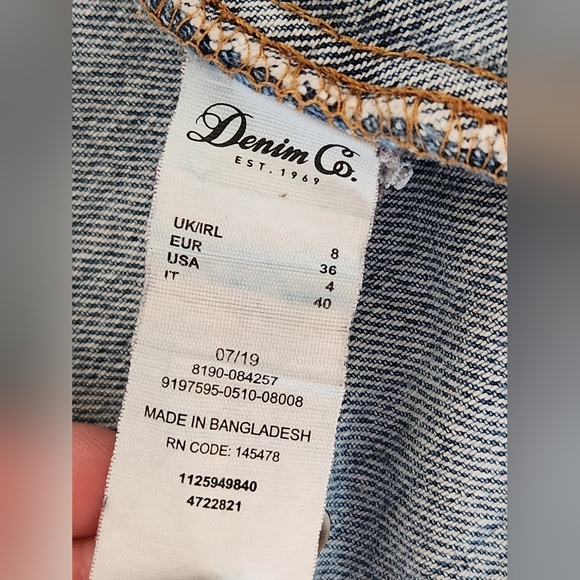 Denim Co.
EST. 1969
UK/IRL 8
EUR 36
USA 4
IT 40
07/19
8190-084257
9197595-0510-08008
MADE IN BANGLADESH
RN CODE: 145478
1125949840
4722821